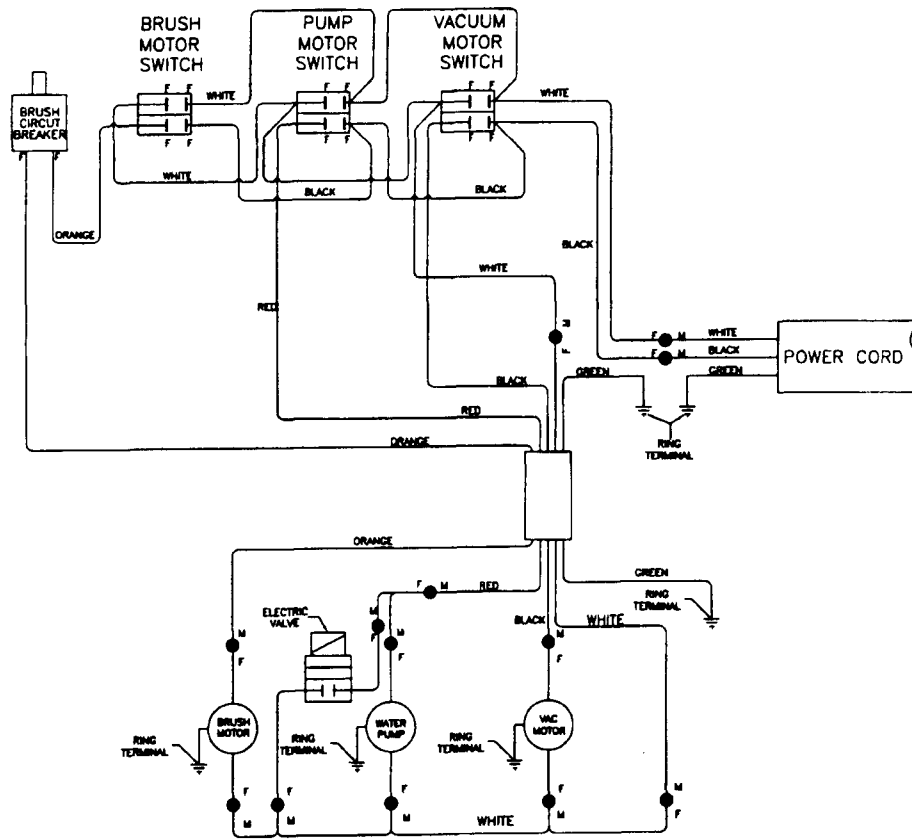 BRUSH
MOTOR
SWITCH
PUMP
MOTOR
SWITCH
VACUUM
MOTOR
SWITCH
F F
F F
F F
WHITE
WHITE
BRUSH
CIRCUT
BREAKER
F F
F F
F F
F F
WHITE
BLACK
BLACK
ORANGE
BLACK
WHITE
RED
M
F
F M
WHITE
F M
BLACK
POWER CORD
BLACK
GREEN
GREEN
RED
RING
TERMINAL
ORANGE
ORANGE
GREEN
F M
RED
RING
TERMINAL
ELECTRIC
VALVE
M
F
M
F
BLACK
WHITE
M
F
M
F
BRUSH
MOTOR
WATER
PUMP
VAC
MOTOR
RING
TERMINAL
RING
TERMINAL
RING
TERMINAL
F
M
F
M
F
M
F
M
M
F
WHITE